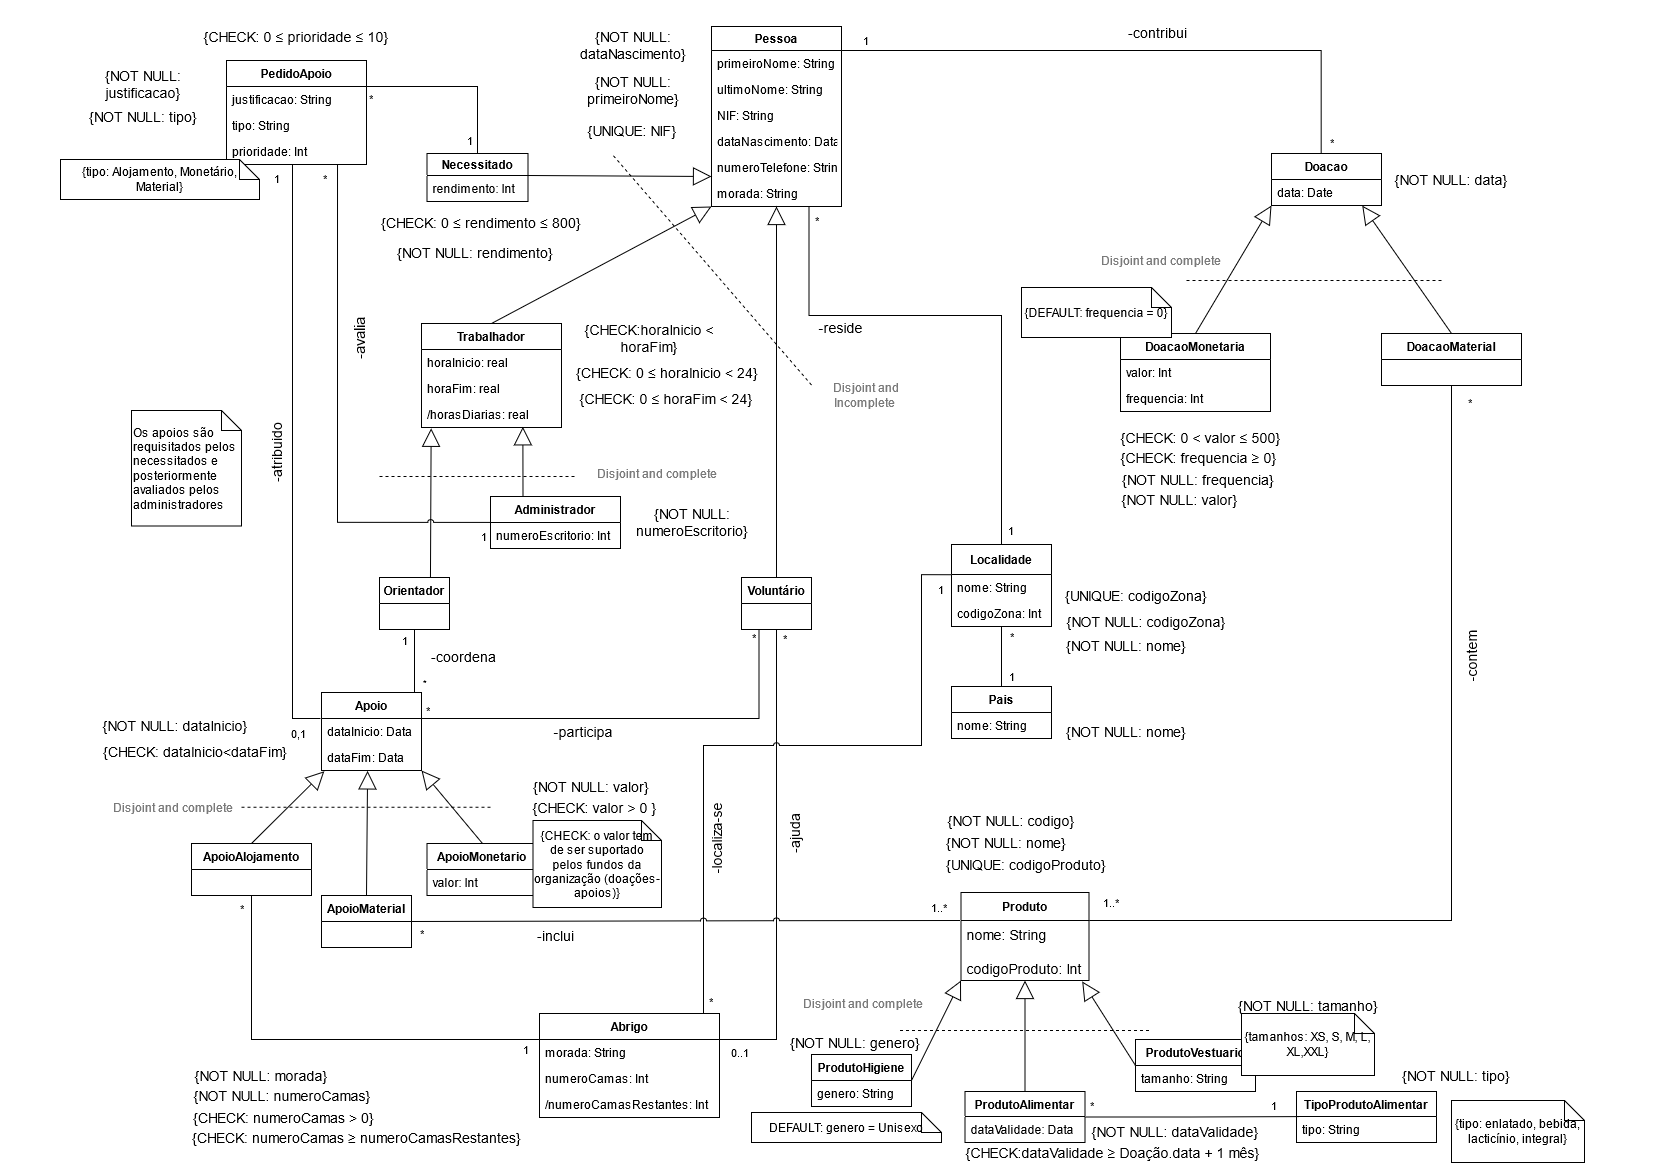 {CHECK: 0 ≤ prioridade ≤ 10}
{NOT NULL:
justificacao}
{NOT NULL: tipo}
PedidoApoio
justificacao: String
tipo: String
prioridade: Int
{tipo: Alojamento, Monetário,
Material}
1
*
*
1
Necessitado
rendimento: Int
{CHECK: 0 ≤ rendimento ≤ 800}
{NOT NULL: rendimento}
{NOT NULL:
dataNascimento}
{NOT NULL:
primeiroNome}
{UNIQUE: NIF}
Pessoa
primeiroNome: String
ultimoNome: String
NIF: String
dataNascimento: Data
numeroTelefone: Strin
morada: String
1
-contribui
*
*
Doacao
data: Date
{NOT NULL: data}
Disjoint and complete
{DEFAULT: frequencia = 0}
DoacaoMonetaria
valor: Int
frequencia: Int
DoacaoMaterial
*
{CHECK: 0 < valor ≤ 500}
{CHECK: frequencia ≥ 0}
{NOT NULL: frequencia}
{NOT NULL: valor}
-avalia
-reside
Trabalhador
horaInicio: real
horaFim: real
/horasDiarias: real
{CHECK:horaInicio <
horaFim}
{CHECK: 0 ≤ horaInicio < 24}
{CHECK: 0 ≤ horaFim < 24}
Disjoint and
Incomplete
Os apoios são
requisitados pelos
necessitados e
posteriormente
avaliados pelos
administradores
-atribuido
Disjoint and complete
Administrador
numeroEscritorio: Int
1
{NOT NULL:
numeroEscritorio}
1
Localidade
nome: String
codigoZona: Int
1
{UNIQUE: codigoZona}
{NOT NULL: codigoZona}
{NOT NULL: nome}
*
1
Pais
nome: String
{NOT NULL: nome}
Orientador
1
-coordena
*
Voluntário
*
*
-contem
{NOT NULL: dataInicio}
{CHECK: dataInicio<dataFim}
0,1
Apoio
dataInicio: Data
dataFim: Data
*
-participa
Disjoint and complete
{NOT NULL: valor}
{CHECK: valor > 0 }
{CHECK: o valor tem
de ser suportado
pelos fundos da
organização (doações-
apoios)}
ApoioAlojamento
*
ApoioMonetario
valor: Int
ApoioMaterial
*
-inclui
-localiza-se
-ajuda
{NOT NULL: codigo}
{NOT NULL: nome}
{UNIQUE: codigoProduto}
1..*
Produto
nome: String
codigoProduto: Int
1..*
Disjoint and complete
*
Abrigo
morada: String
numeroCamas: Int
/numeroCamasRestantes: Int
1
0..1
{NOT NULL: morada}
{NOT NULL: numeroCamas}
{CHECK: numeroCamas > 0}
{CHECK: numeroCamas ≥ numeroCamasRestantes}
{NOT NULL: genero}
ProdutoHigiene
genero: String
DEFAULT: genero = Unisexo
{NOT NULL: tamanho}
{tamanhos: XS, S, M, L,
XL,XXL}
ProdutoVestuario
tamanho: String
ProdutoAlimentar
dataValidade: Data
*
1
{NOT NULL: dataValidade}
{CHECK:dataValidade ≥ Doação.data + 1 mês}
{NOT NULL: tipo}
TipoProdutoAlimentar
tipo: String
{tipo: enlatado, bebida,
lacticínio, integral}